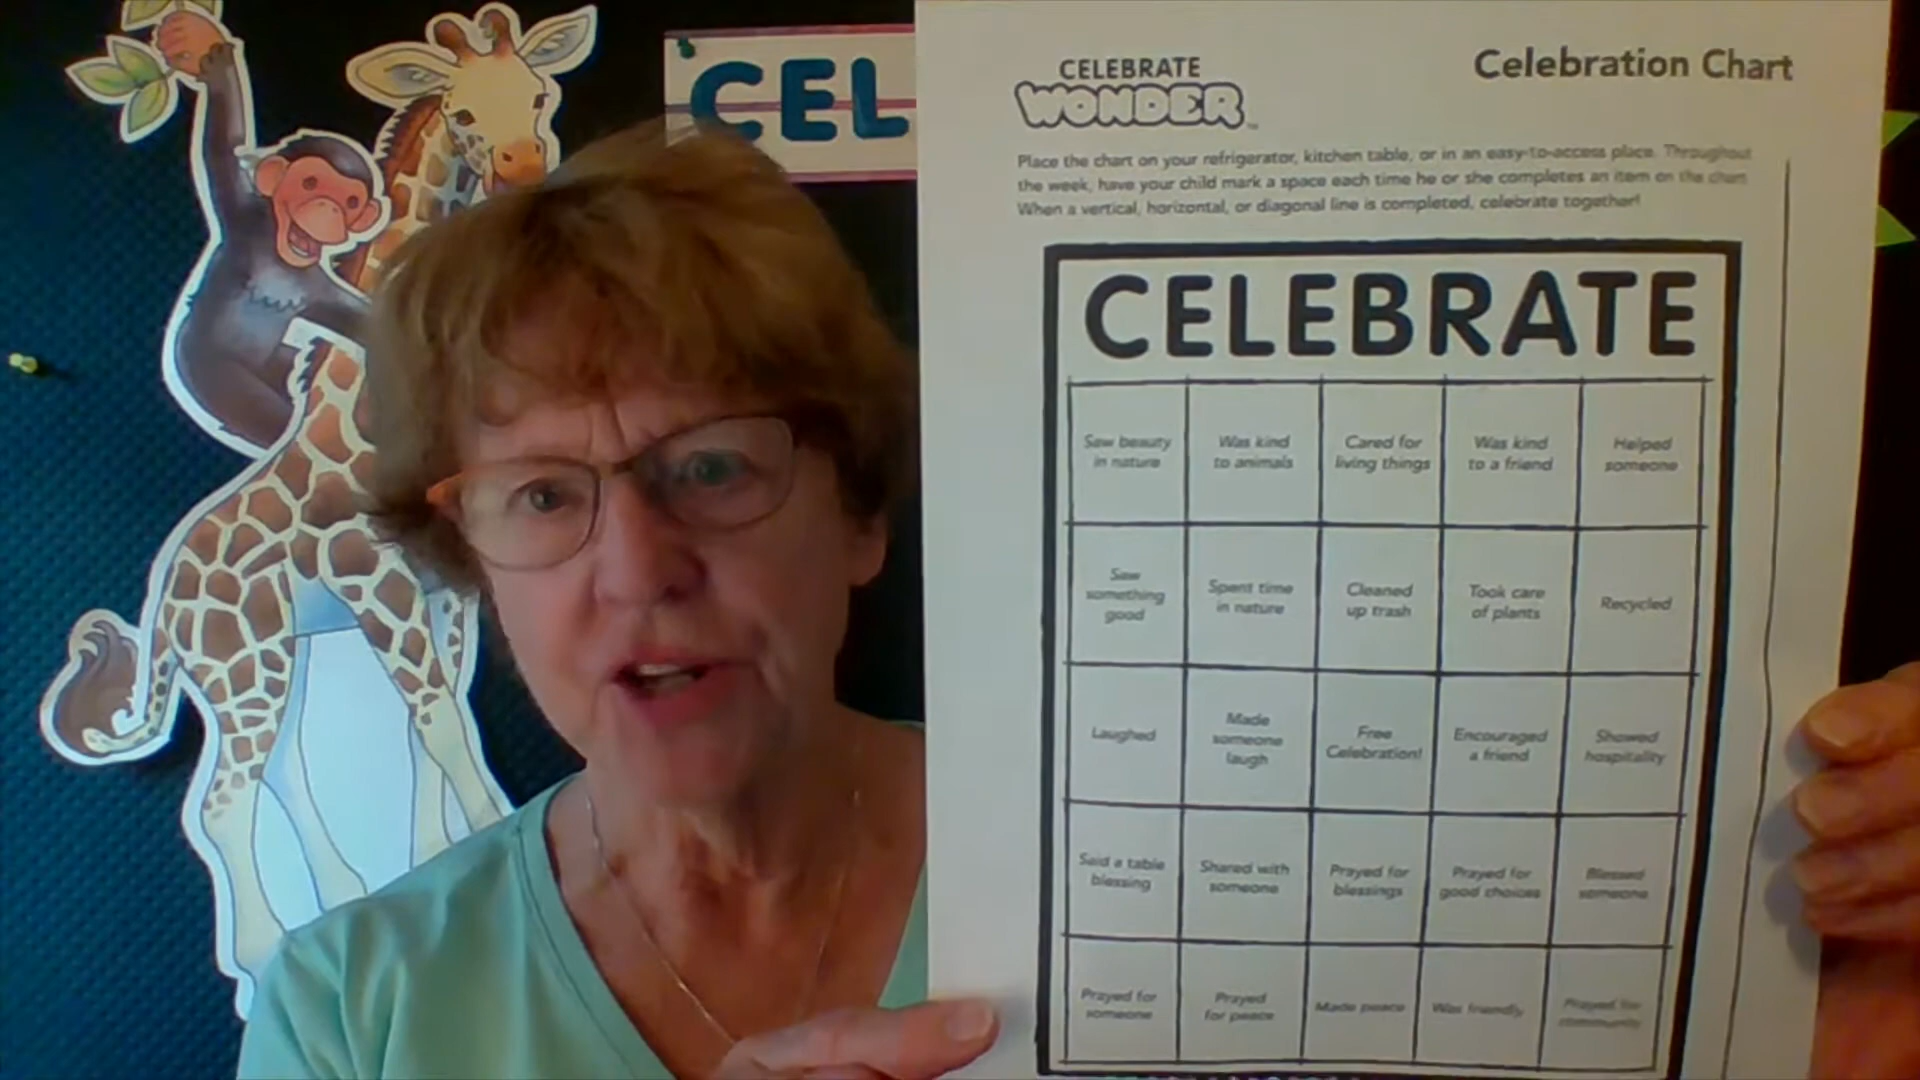 CEL
CELEBRATE
WONDER™
Celebration Chart
Place the chart on your refrigerator, kitchen table, or in an easy-to-access place. Throughout
the week, have your child mark a space each time he or she completes an item on the chart.
When a vertical, horizontal, or diagonal line is completed, celebrate together!
CELEBRATE
Saw beauty
in nature
Was kind
to animals
Cared for
living things
Was kind
to a friend
Helped
someone
Saw
something
good
Spent time
in nature
Cleaned
up trash
Took care
of plants
Recycled
Laughed
Made
someone
laugh
Free
Celebration!
Encouraged
a friend
Showed
hospitality
Said a table
blessing
Shared with
someone
Prayed for
blessings
Prayed for
good choices
Blessed
someone
Prayed for
someone
Prayed
for peace
Made peace
Was friendly
Prayed for
community